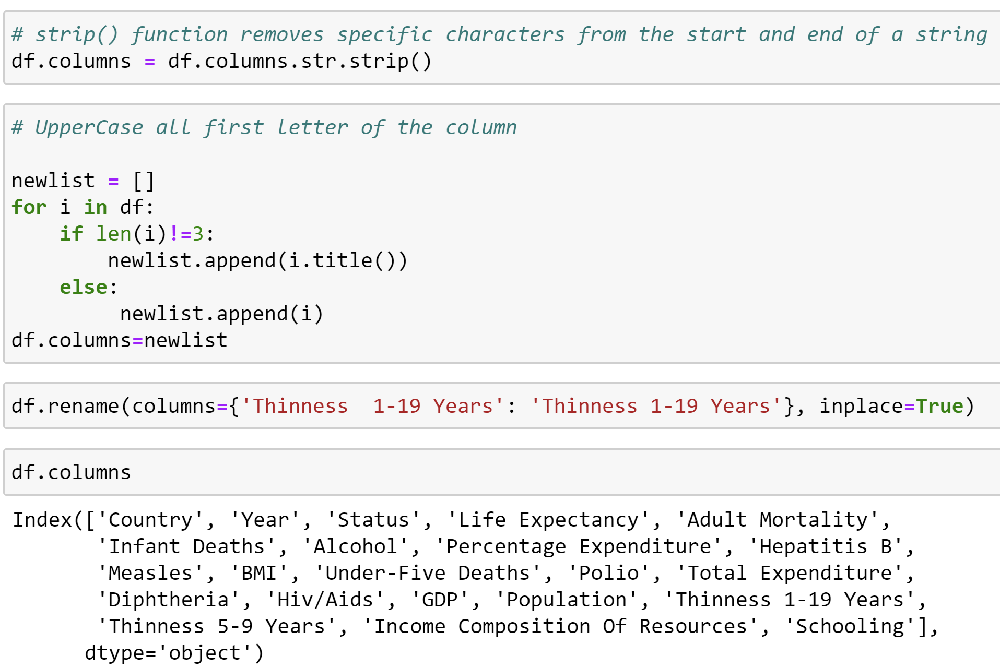 # strip() function removes specific characters from the start and end of a string
df.columns = df.columns.str.strip()
# UpperCase all first letter of the column
newlist = []
for i in df:
    if len(i)!=3:
        newlist.append(i.title())
    else:
         newlist.append(i)
df.columns=newlist
df.rename(columns={'Thinness  1-19 Years': 'Thinness 1-19 Years'}, inplace=True)
df.columns
Index(['Country', 'Year', 'Status', 'Life Expectancy', 'Adult Mortality',
       'Infant Deaths', 'Alcohol', 'Percentage Expenditure', 'Hepatitis B',
       'Measles', 'BMI', 'Under-Five Deaths', 'Polio', 'Total Expenditure',
       'Diphtheria', 'Hiv/Aids', 'GDP', 'Population', 'Thinness 1-19 Years',
       'Thinness 5-9 Years', 'Income Composition Of Resources', 'Schooling'],
      dtype='object')